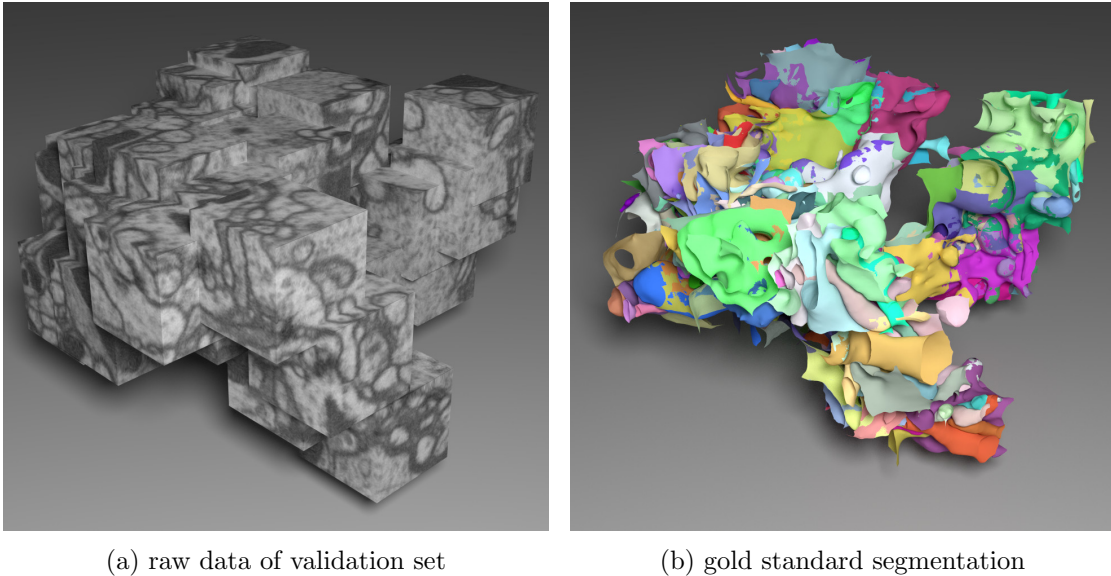 (a) raw data of validation set
(b) gold standard segmentation